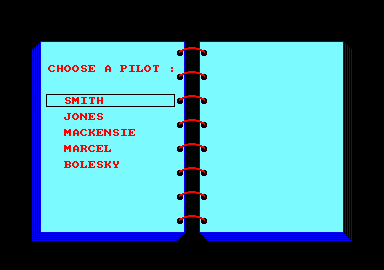 CHOOSE A PILOT :
SMITH
JONES
MACKENSIE
MARCEL
BOLESKY